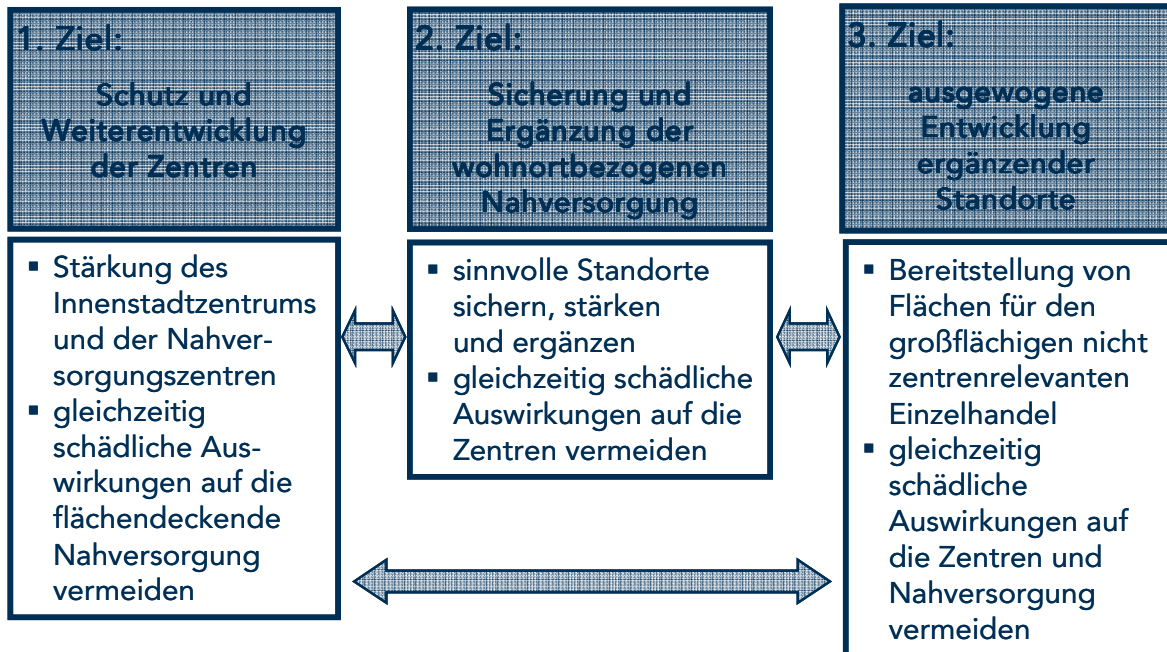 1. Ziel:
Schutz und
Weiterentwicklung
der Zentren
▪ Stärkung des
Innenstadtzentrums
und der Nahver-
sorgungszentren
▪ gleichzeitig
schädliche Aus-
wirkungen auf die
flächendeckende
Nahversorgung
vermeiden
2. Ziel:
Sicherung und
Ergänzung der
wohnortbezogenen
Nahversorgung
▪ sinnvolle Standorte
sichern, stärken
und ergänzen
▪ gleichzeitig schädliche
Auswirkungen auf die
Zentren vermeiden
3. Ziel:
ausgewogene
Entwicklung
ergänzender
Standorte
▪ Bereitstellung von
Flächen für den
großflächigen nicht
zentrenrelevanten
Einzelhandel
▪ gleichzeitig
schädliche
Auswirkungen auf
die Zentren und
Nahversorgung
vermeiden